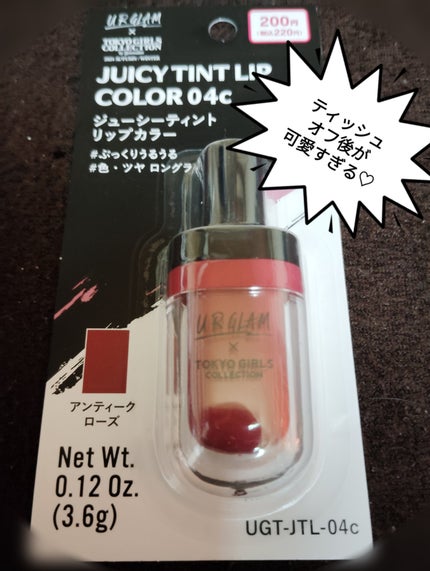 URGLAM
×
TOKYO GIRLS
COLLECTION
200円
(税込220円)
JUICY TINT LIP
COLOR 04c
ジューシーティント
リップカラー
#ぷっくりうるうる
#色・ツヤ ロングラ
ティッシュ
オフ後が
可愛すぎる♡
URGLAM
×
TOKYO GIRLS
COLLECTION
アンティーク
ローズ
Net Wt.
0.12 Oz.
(3.6g)
UGT-JTL-04c